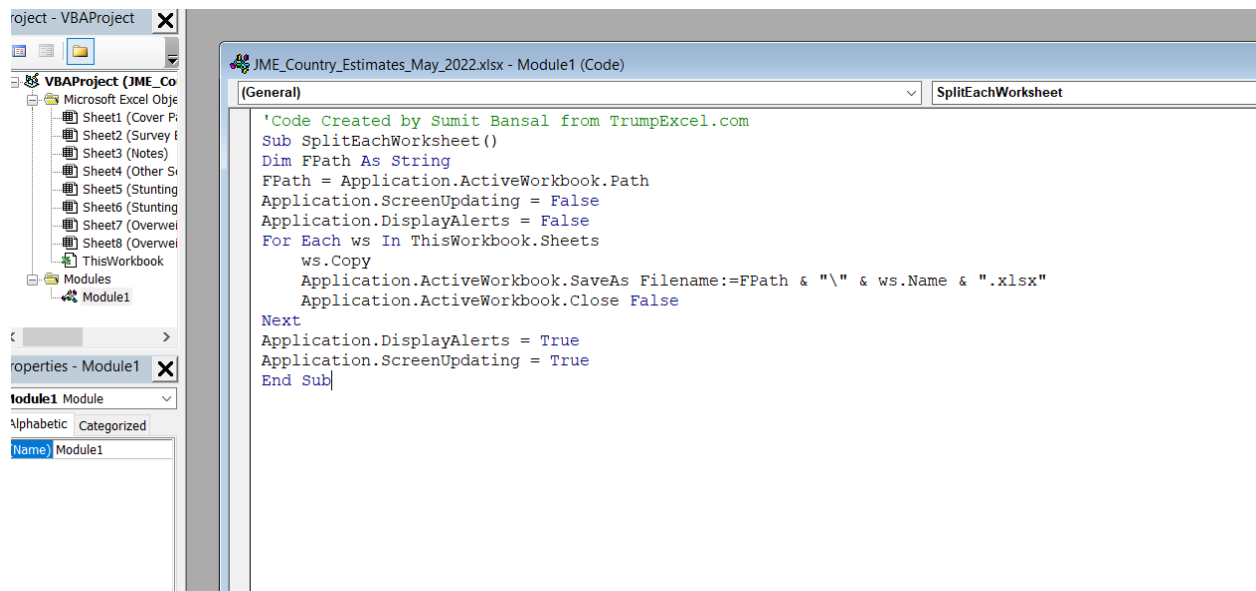 roject - VBAProject
VBAProject (JME_Co
Microsoft Excel Obje
Sheet1 (Cover Pa
Sheet2 (Survey E
Sheet3 (Notes)
Sheet4 (Other So
Sheet5 (Stunting
Sheet6 (Stunting
Sheet7 (Overwei
Sheet8 (Overwei
ThisWorkbook
Modules
Module1
roperties - Module1
Module1 Module
Alphabetic Categorized
(Name) Module1
JME_Country_Estimates_May_2022.xlsx - Module1 (Code)
(General) SplitEachWorksheet
'Code Created by Sumit Bansal from TrumpExcel.com
Sub SplitEachWorksheet()
Dim FPath As String
FPath = Application.ActiveWorkbook.Path
Application.ScreenUpdating = False
Application.DisplayAlerts = False
For Each ws In ThisWorkbook.Sheets
    ws.Copy
    Application.ActiveWorkbook.SaveAs Filename:=FPath & "\" & ws.Name & ".xlsx"
    Application.ActiveWorkbook.Close False
Next
Application.DisplayAlerts = True
Application.ScreenUpdating = True
End Sub